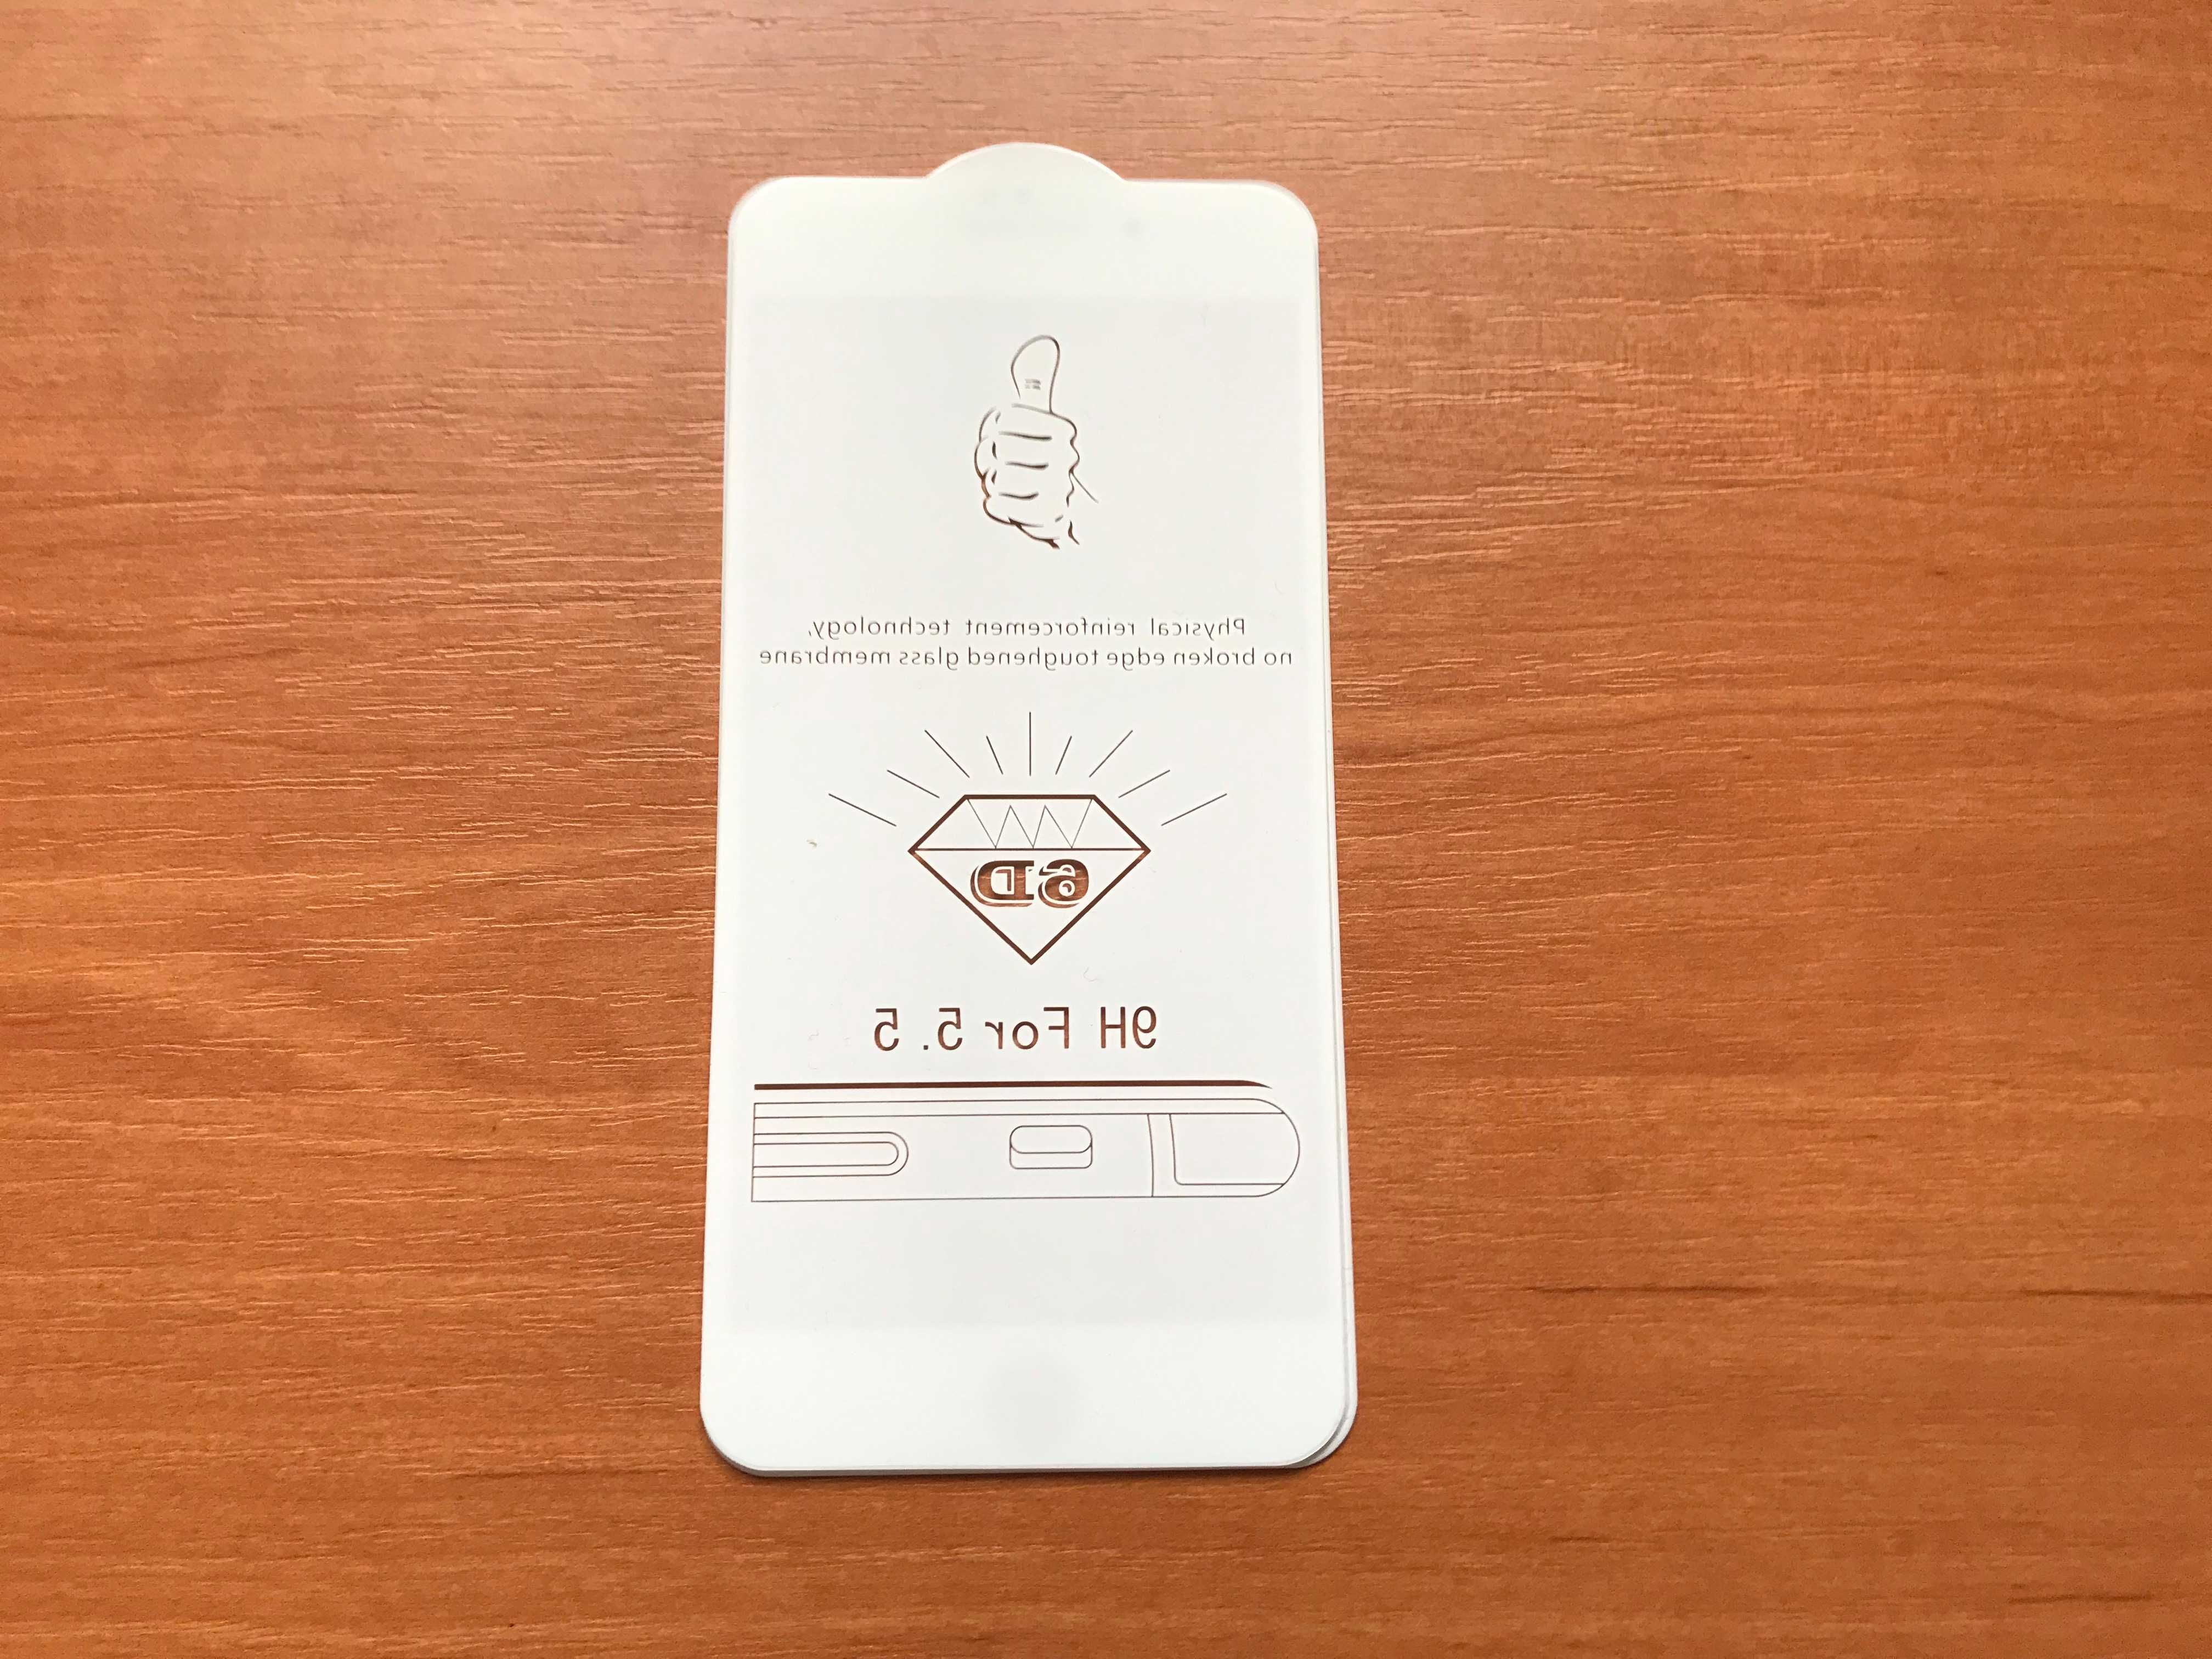 Physical reinforcement technology,
no broken edge toughened glass membrane
6D
9H For 5.5